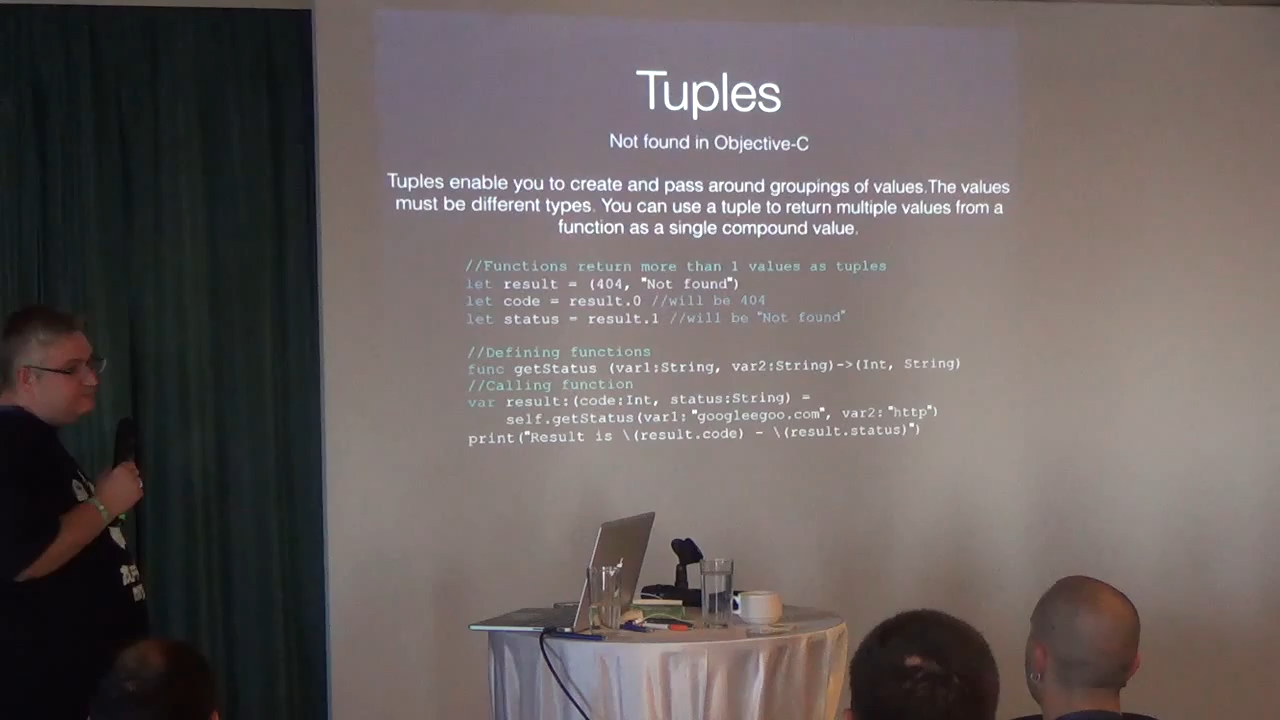 Tuples
Not found in Objective-C
Tuples enable you to create and pass around groupings of values.The values
must be different types. You can use a tuple to return multiple values from a
function as a single compound value.
//Functions return more than 1 values as tuples
let result = (404, "Not found")
let code = result.0 //will be 404
let status = result.1 //will be "Not found"
//Defining functions
func getStatus (var1:String, var2:String)->(Int, String)
//Calling function
var result:(code:Int, status:String) =
self.getStatus(var1:"googleegoo.com", var2:"http")
print("Result is \(result.code) - \(result.status)")